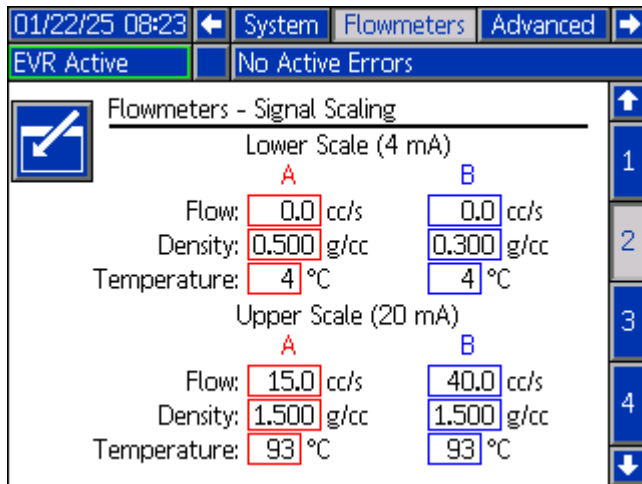 01/22/25 08:23 System Flowmeters Advanced
EVR Active No Active Errors
Flowmeters - Signal Scaling
Lower Scale (4 mA)
A B
Flow: 0.0 cc/s 0.0 cc/s
Density: 0.500 g/cc 0.300 g/cc
Temperature: 4 °C 4 °C
Upper Scale (20 mA)
A B
Flow: 15.0 cc/s 40.0 cc/s
Density: 1.500 g/cc 1.500 g/cc
Temperature: 93 °C 93 °C
1
2
3
4